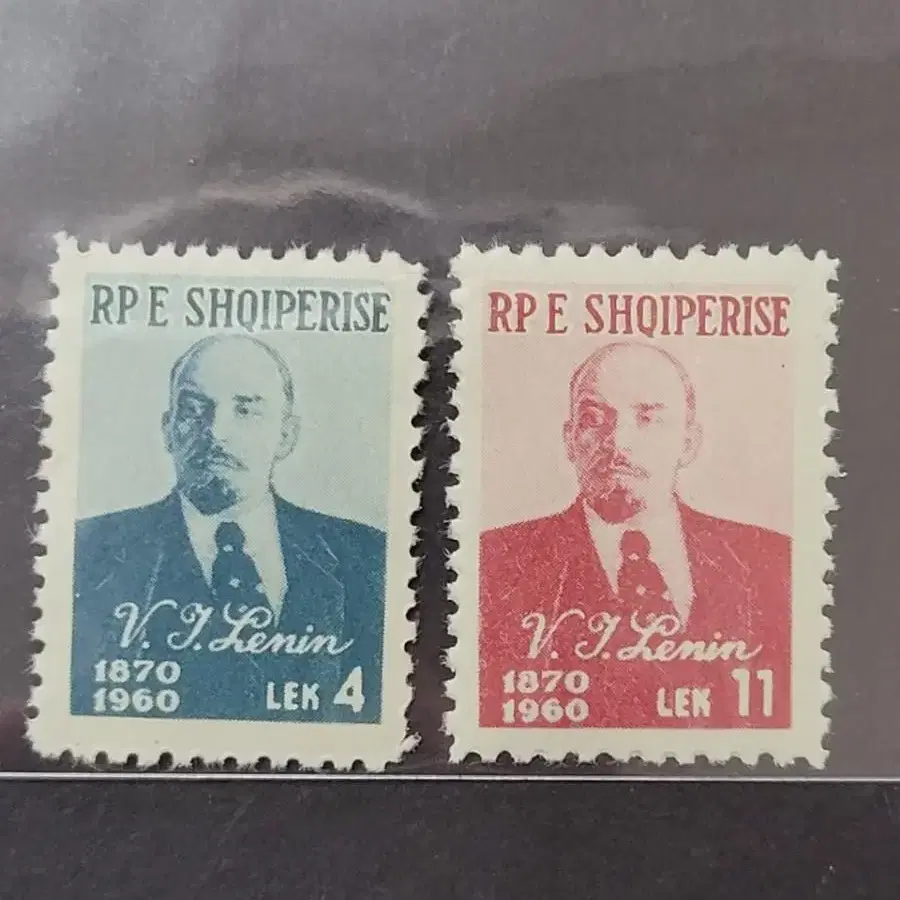 RP E SHQIPERISE
V. J. Lenin
1870
1960
LEK 4
RP E SHQIPERISE
V. J. Lenin
1870
1960
LEK 11